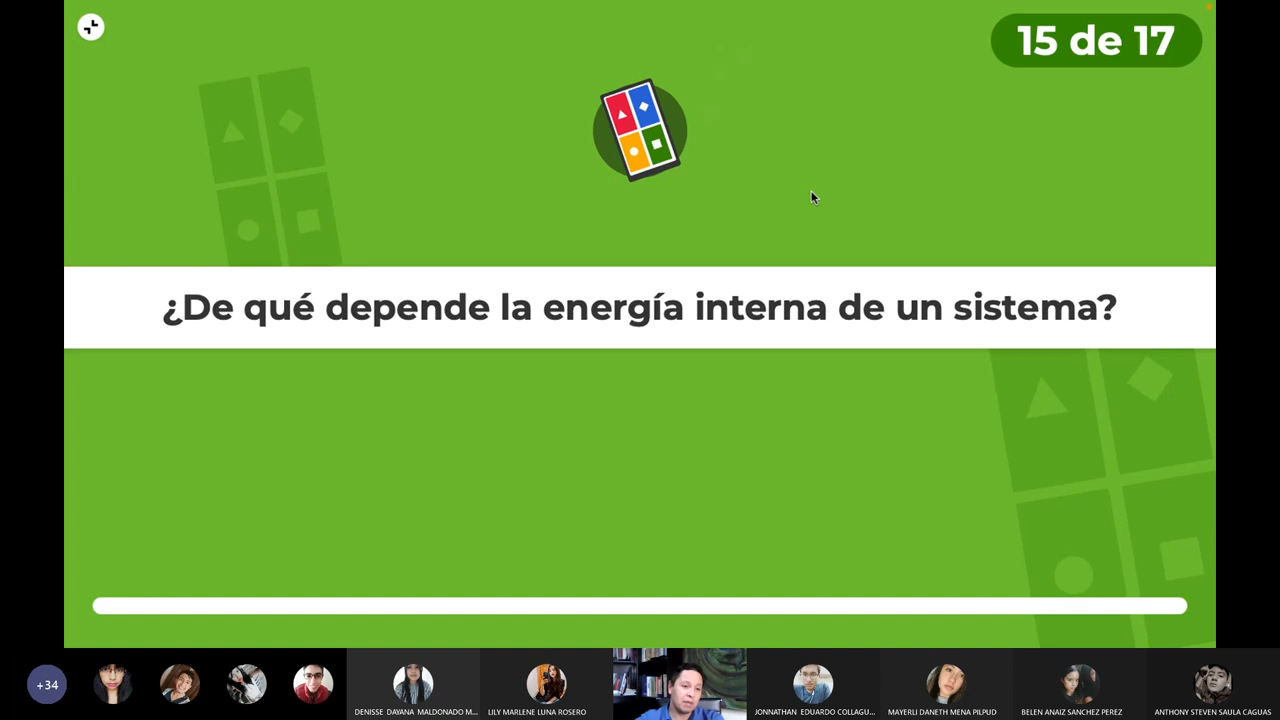 15 de 17
¿De qué depende la energía interna de un sistema?
+34
DENISSE DAYANA MALDONADO M...
LILY MARLENE LUNA ROSERO
JONNATHAN EDUARDO COLLAGU...
MAYERLI DANETH MENA PILPUD
BELEN ANAIZ SANCHEZ PEREZ
ANTHONY STEVEN SAULA CAGUAS